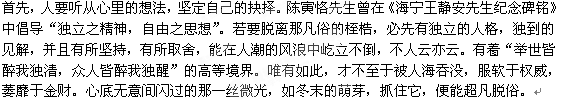 首先，人要听从心里的想法，坚定自己的抉择。陈寅恪先生曾在《海宁王静安先生纪念碑铭》
中倡导“独立之精神，自由之思想”。若要脱离那凡俗的桎梏，必先有独立的人格，独到的
见解，并且有所坚持，有所取舍，能在人潮的风浪中屹立不倒，不人云亦云。有着“举世皆
醉我独清，众人皆醉我独醒”的高等境界。唯有如此，才不至于被人海吞没，服软于权威，
萎靡于金财。心底无意间闪过的那一丝微光，如冬末的萌芽，抓住它，便能超凡脱俗。